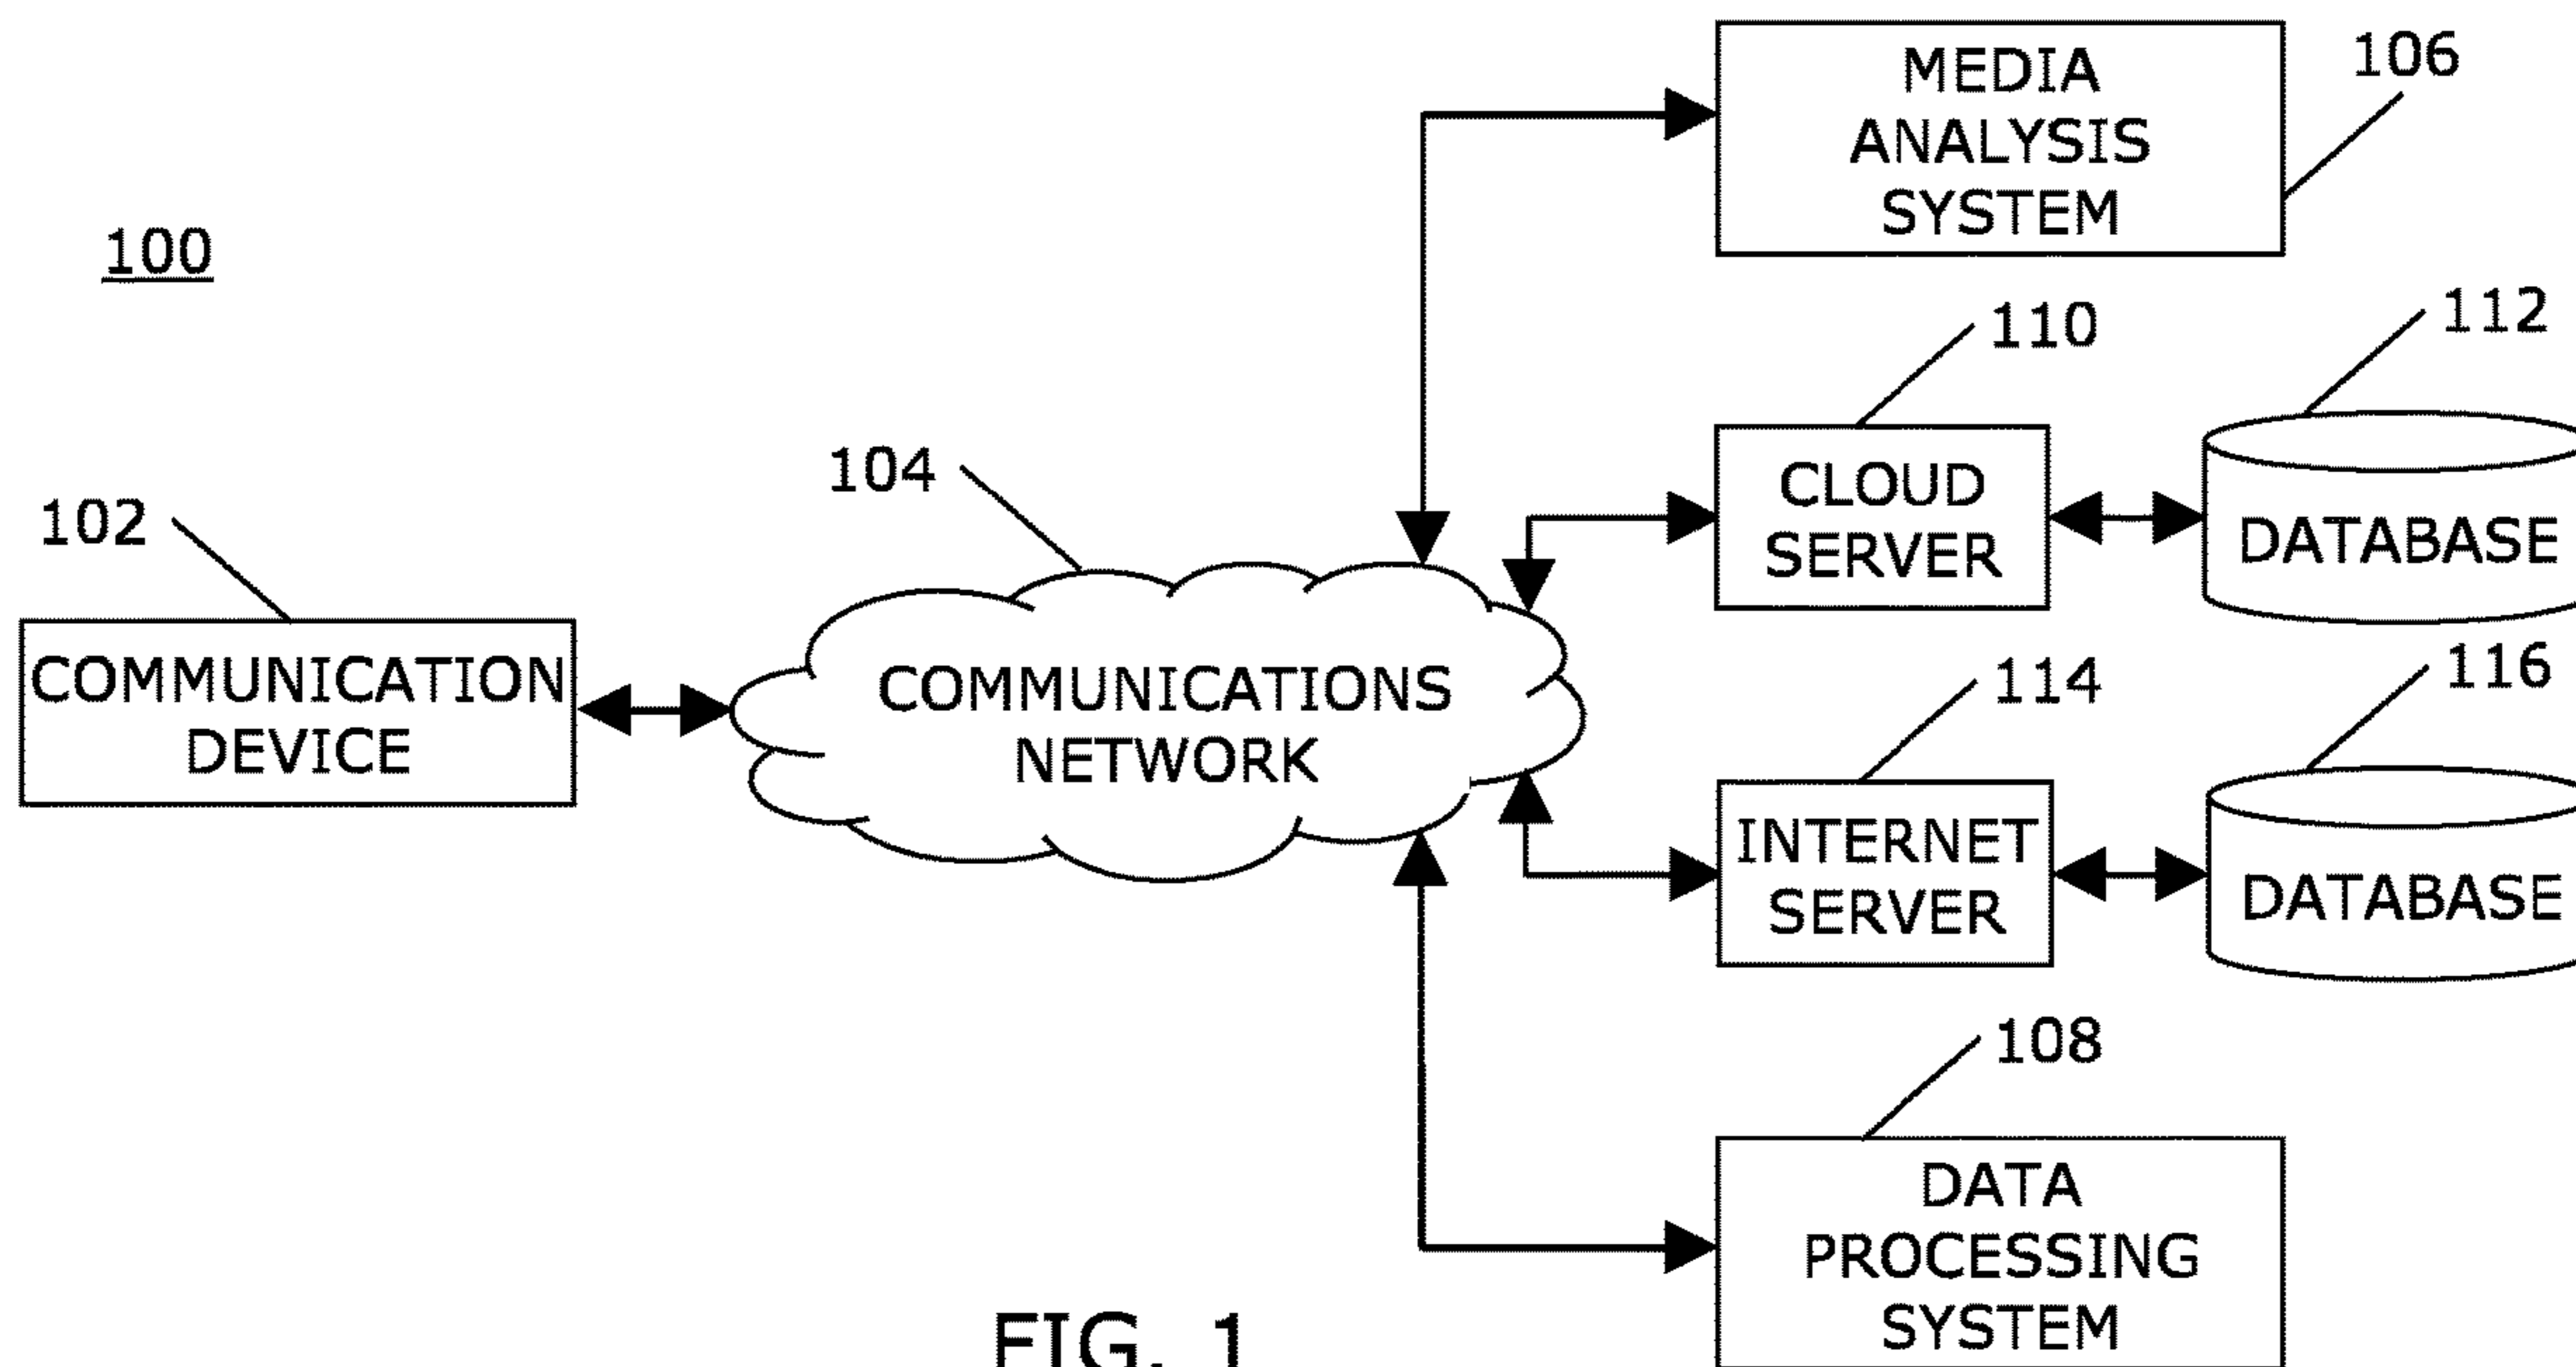 MEDIA
ANALYSIS
SYSTEM
106
100
110
112
CLOUD
SERVER
DATABASE
104
102
COMMUNICATION
DEVICE
COMMUNICATIONS
NETWORK
114
116
INTERNET
SERVER
DATABASE
108
DATA
PROCESSING
SYSTEM
FIG. 1